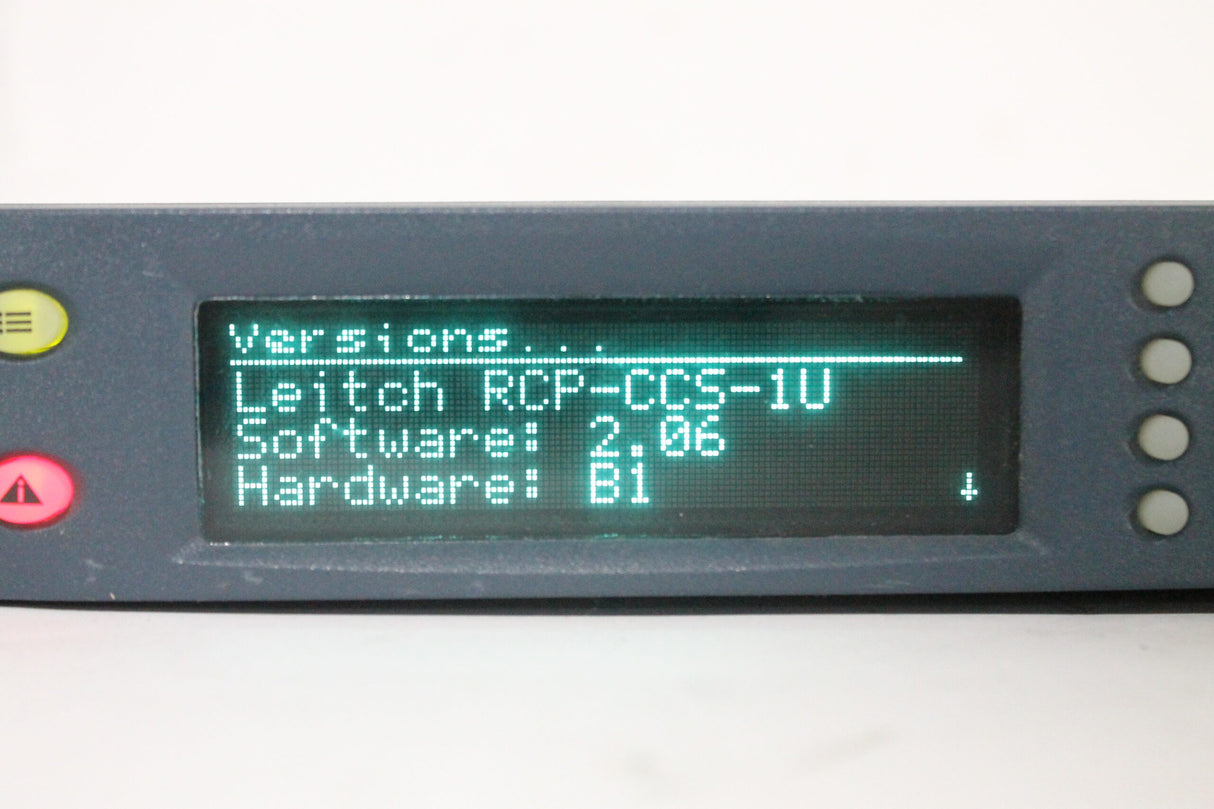 Versions...
Leitch RCP-CCS-1U
Software: 2.06
Hardware: B1
↓